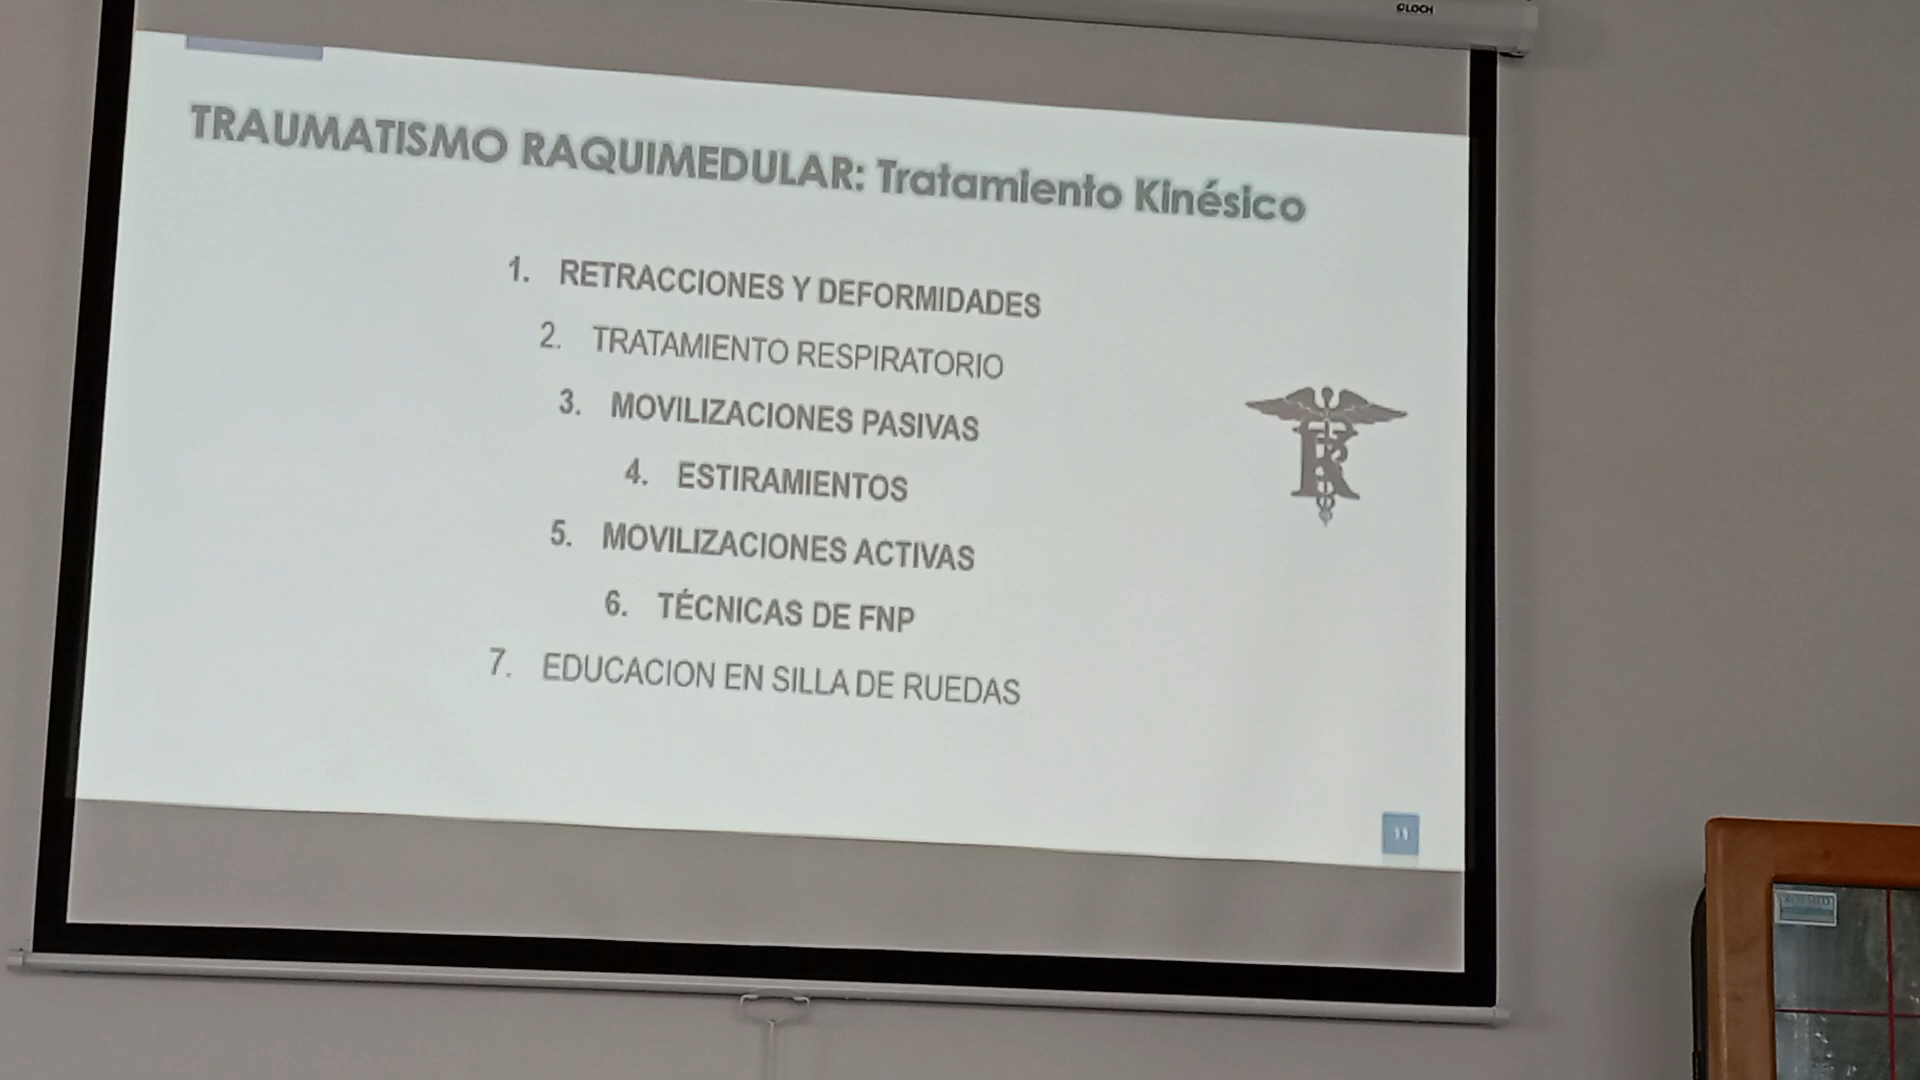 LOCH
TRAUMATISMO RAQUIMEDULAR: Tratamiento Kinésico
1. RETRACCIONES Y DEFORMIDADES
2. TRATAMIENTO RESPIRATORIO
3. MOVILIZACIONES PASIVAS
4. ESTIRAMIENTOS
5. MOVILIZACIONES ACTIVAS
6. TÉCNICAS DE FNP
7. EDUCACION EN SILLA DE RUEDAS
K
11